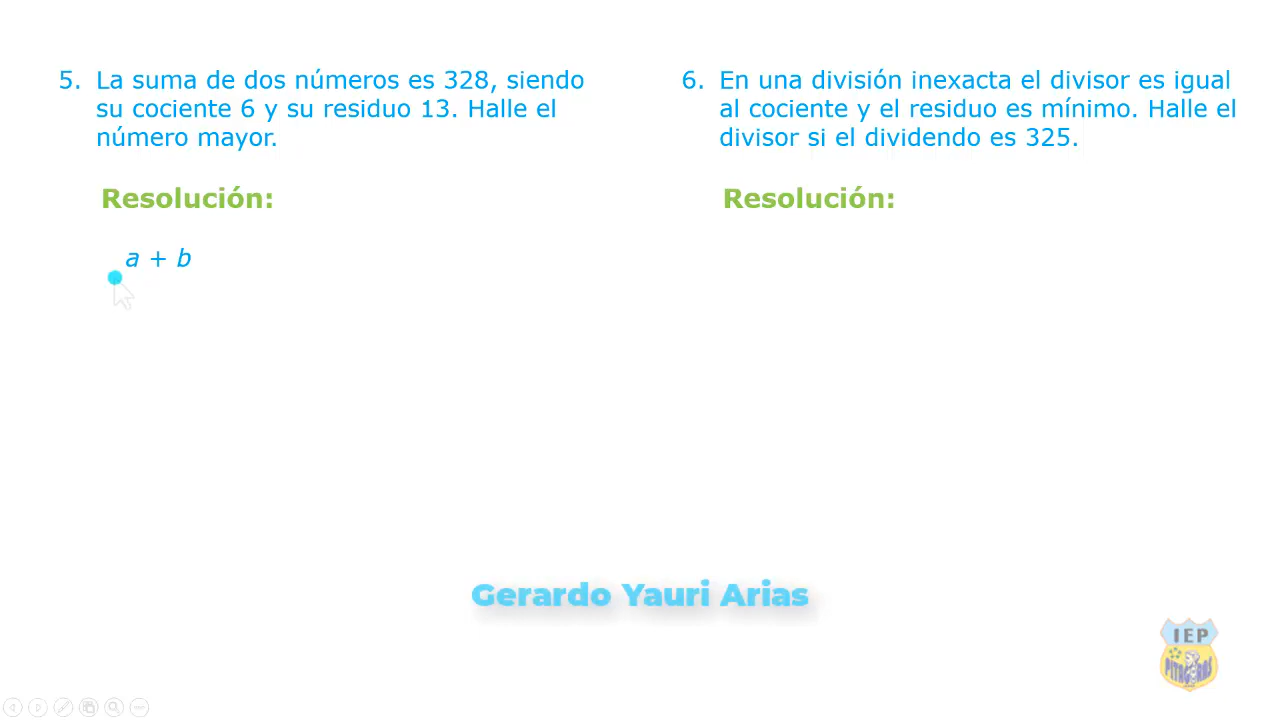 5. La suma de dos números es 328, siendo
su cociente 6 y su residuo 13. Halle el
número mayor.
Resolución:
a + b
6. En una división inexacta el divisor es igual
al cociente y el residuo es mínimo. Halle el
divisor si el dividendo es 325.
Resolución:
Gerardo Yauri Arias
IEP
PITAGORAS